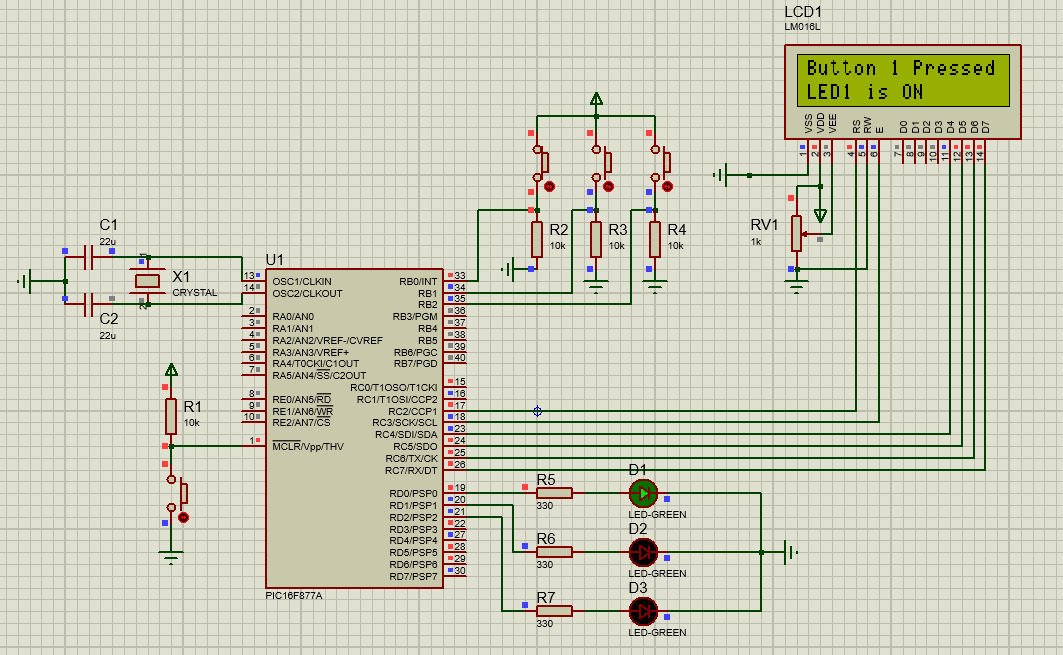 LCD1
LM016L
Button 1 Pressed
LED1 is ON
VSS
VDD
VEE
RS
RW
E
D0
D1
D2
D3
D4
D5
D6
D7
1
2
3
4
5
6
7
8
9
10
11
12
13
14
RV1
1k
R2
10k
R3
10k
R4
10k
C1
22u
X1
CRYSTAL
1
2
C2
22u
R1
10k
U1
13 OSC1/CLKIN
14 OSC2/CLKOUT
2 RA0/AN0
3 RA1/AN1
4 RA2/AN2/VREF-/CVREF
5 RA3/AN3/VREF+
6 RA4/T0CKI/C1OUT
7 RA5/AN4/SS/C2OUT
8 RE0/AN5/RD
9 RE1/AN6/WR
10 RE2/AN7/CS
1 MCLR/Vpp/THV
RB0/INT 33
RB1 34
RB2 35
RB3/PGM 36
RB4 37
RB5 38
RB6/PGC 39
RB7/PGD 40
RC0/T1OSO/T1CKI 15
RC1/T1OSI/CCP2 16
RC2/CCP1 17
RC3/SCK/SCL 18
RC4/SDI/SDA 23
RC5/SDO 24
RC6/TX/CK 25
RC7/RX/DT 26
RD0/PSP0 19
RD1/PSP1 20
RD2/PSP2 21
RD3/PSP3 22
RD4/PSP4 27
RD5/PSP5 28
RD6/PSP6 29
RD7/PSP7 30
PIC16F877A
R5
330
D1
LED-GREEN
R6
330
D2
LED-GREEN
R7
330
D3
LED-GREEN